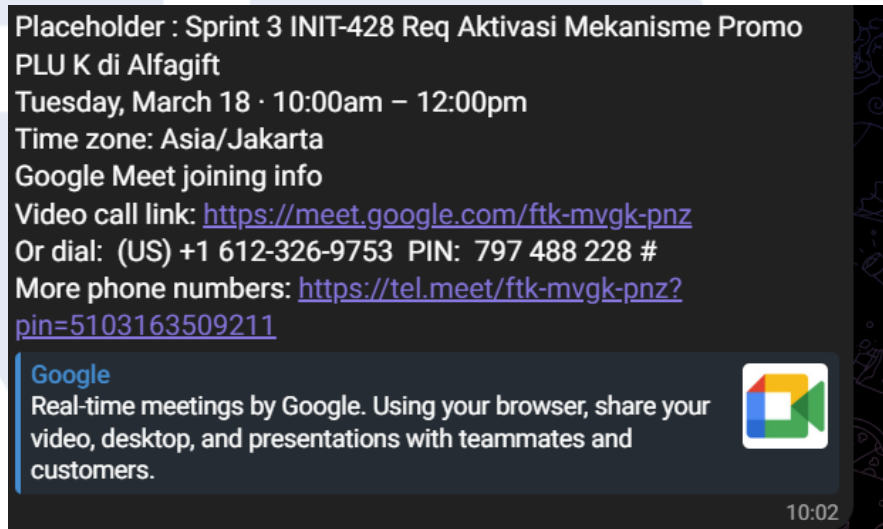 Placeholder : Sprint 3 INIT-428 Req Aktivasi Mekanisme Promo
PLU K di Alfagift
Tuesday, March 18 · 10:00am – 12:00pm
Time zone: Asia/Jakarta
Google Meet joining info
Video call link: https://meet.google.com/ftk-mvgk-pnz
Or dial:  (US) +1 612-326-9753  PIN:  797 488 228 #
More phone numbers: https://tel.meet/ftk-mvgk-pnz?
pin=5103163509211
Google
Real-time meetings by Google. Using your browser, share your
video, desktop, and presentations with teammates and
customers.
10:02